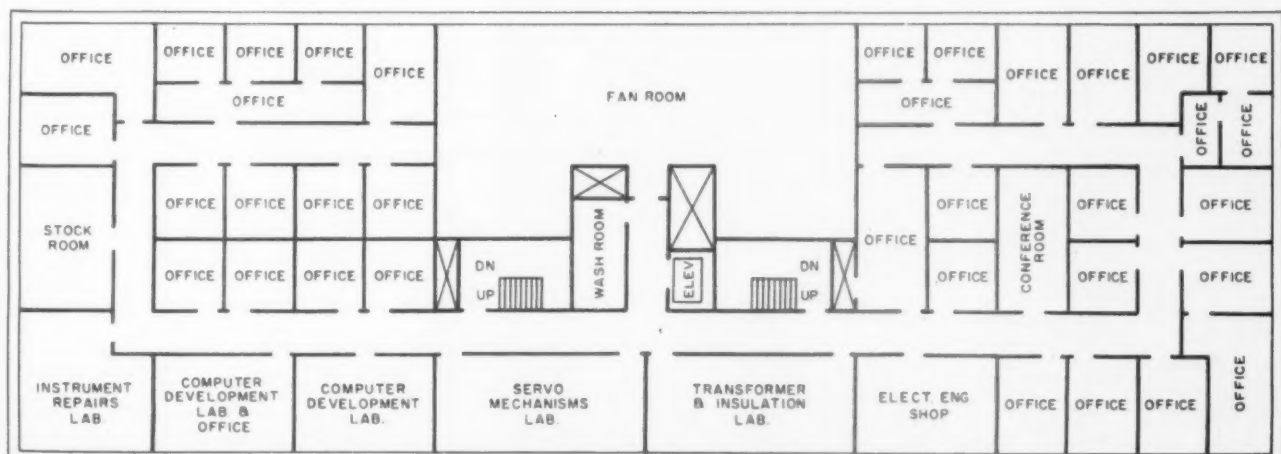 OFFICE
OFFICE
OFFICE
OFFICE
OFFICE
OFFICE
FAN ROOM
OFFICE
OFFICE
OFFICE
OFFICE
OFFICE
OFFICE
OFFICE
OFFICE
OFFICE
OFFICE
OFFICE
STOCK
ROOM
OFFICE
OFFICE
OFFICE
OFFICE
OFFICE
OFFICE
OFFICE
OFFICE
DN
UP
WASH ROOM
ELEV.
DN
UP
OFFICE
OFFICE
OFFICE
CONFERENCE
ROOM
OFFICE
OFFICE
OFFICE
OFFICE
INSTRUMENT
REPAIRS
LAB.
COMPUTER
DEVELOPMENT
LAB &
OFFICE
COMPUTER
DEVELOPMENT
LAB.
SERVO
MECHANISMS
LAB.
TRANSFORMER
& INSULATION
LAB.
ELECT. ENG
SHOP
OFFICE
OFFICE
OFFICE
OFFICE